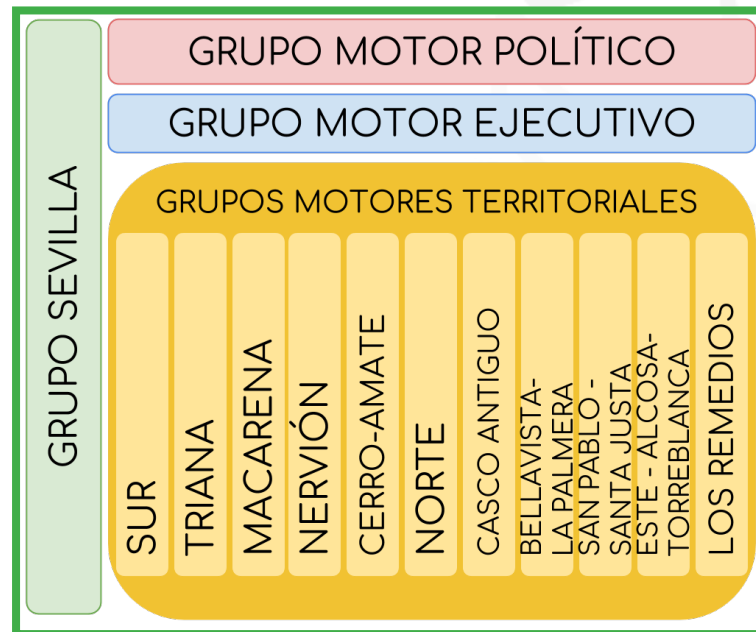 GRUPO SEVILLA
GRUPO MOTOR POLÍTICO
GRUPO MOTOR EJECUTIVO
GRUPOS MOTORES TERRITORIALES
SUR
TRIANA
MACARENA
NERVIÓN
CERRO-AMATE
NORTE
CASCO ANTIGUO
BELLAVISTA-
LA PALMERA
SAN PABLO -
SANTA JUSTA
ESTE - ALCOSA-
TORREBLANCA
LOS REMEDIOS